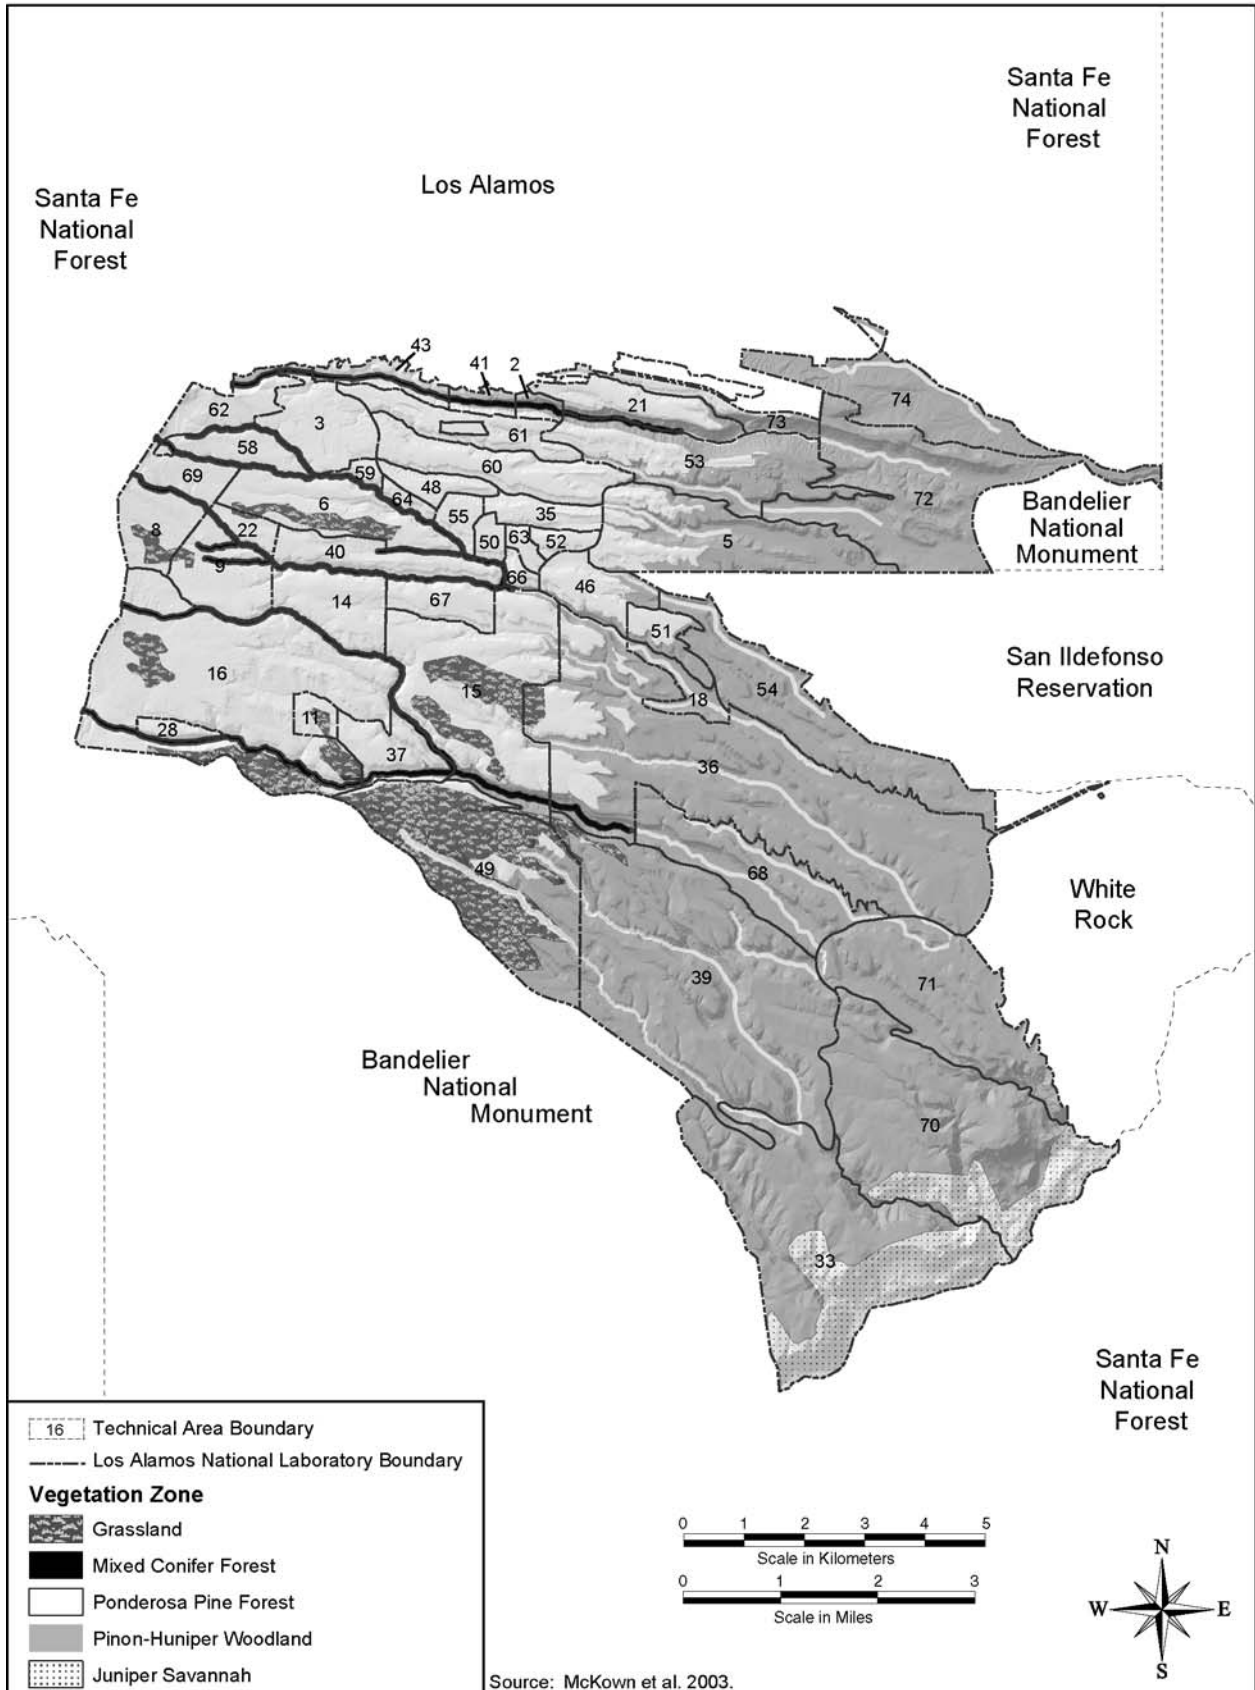 Santa Fe
National
Forest
Los Alamos
Santa Fe
National
Forest
43
41
2
62
3
21
74
73
61
58
53
60
69
59
48
6
64
72
55
35
Bandelier
National
Monument
8
22
50
63
52
5
40
9
66
46
14
67
51
16
15
18
54
San Ildefonso
Reservation
11
28
37
36
49
68
White
Rock
39
71
Bandelier
National
Monument
70
33
Santa Fe
National
Forest
16 Technical Area Boundary
Los Alamos National Laboratory Boundary
Vegetation Zone
Grassland
Mixed Conifer Forest
Ponderosa Pine Forest
Pinon-Huniper Woodland
Juniper Savannah
0 1 2 3 4 5
Scale in Kilometers
0 1 2 3
Scale in Miles
N
W E
S
Source: McKown et al. 2003.